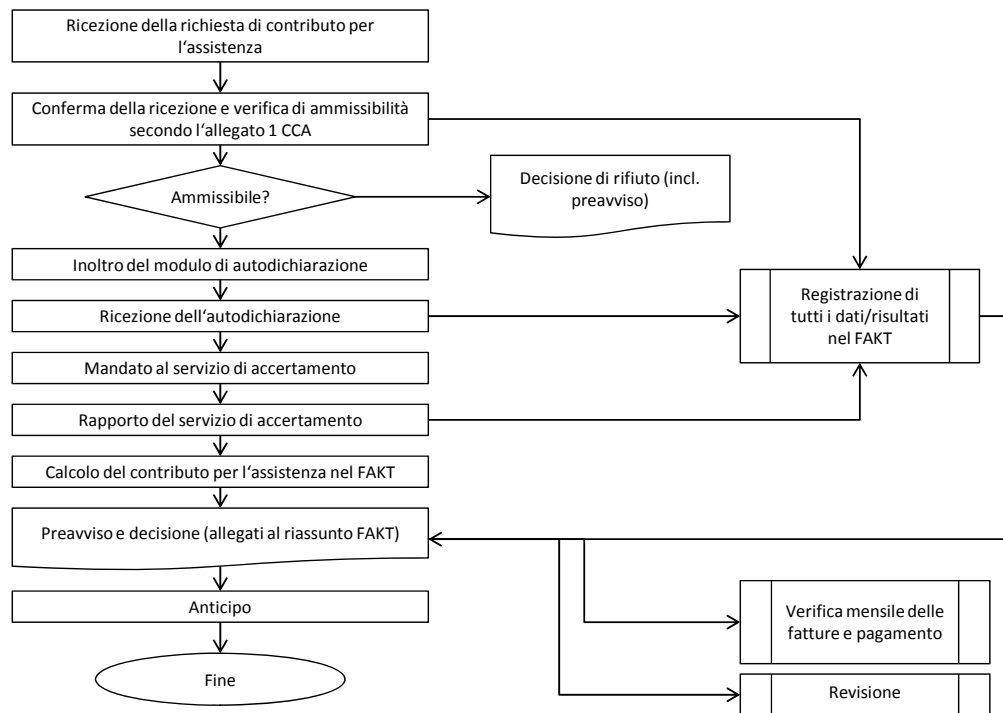 Ricezione della richiesta di contributo per
l‘assistenza
Conferma della ricezione e verifica di ammissibilità
secondo l‘allegato 1 CCA
Ammissibile?
Decisione di rifiuto (incl.
preavviso)
Inoltro del modulo di autodichiarazione
Ricezione dell‘autodichiarazione
Registrazione di
tutti i dati/risultati
nel FAKT
Mandato al servizio di accertamento
Rapporto del servizio di accertamento
Calcolo del contributo per l‘assistenza nel FAKT
Preavviso e decisione (allegati al riassunto FAKT)
Anticipo
Verifica mensile delle
fatture e pagamento
Fine
Revisione